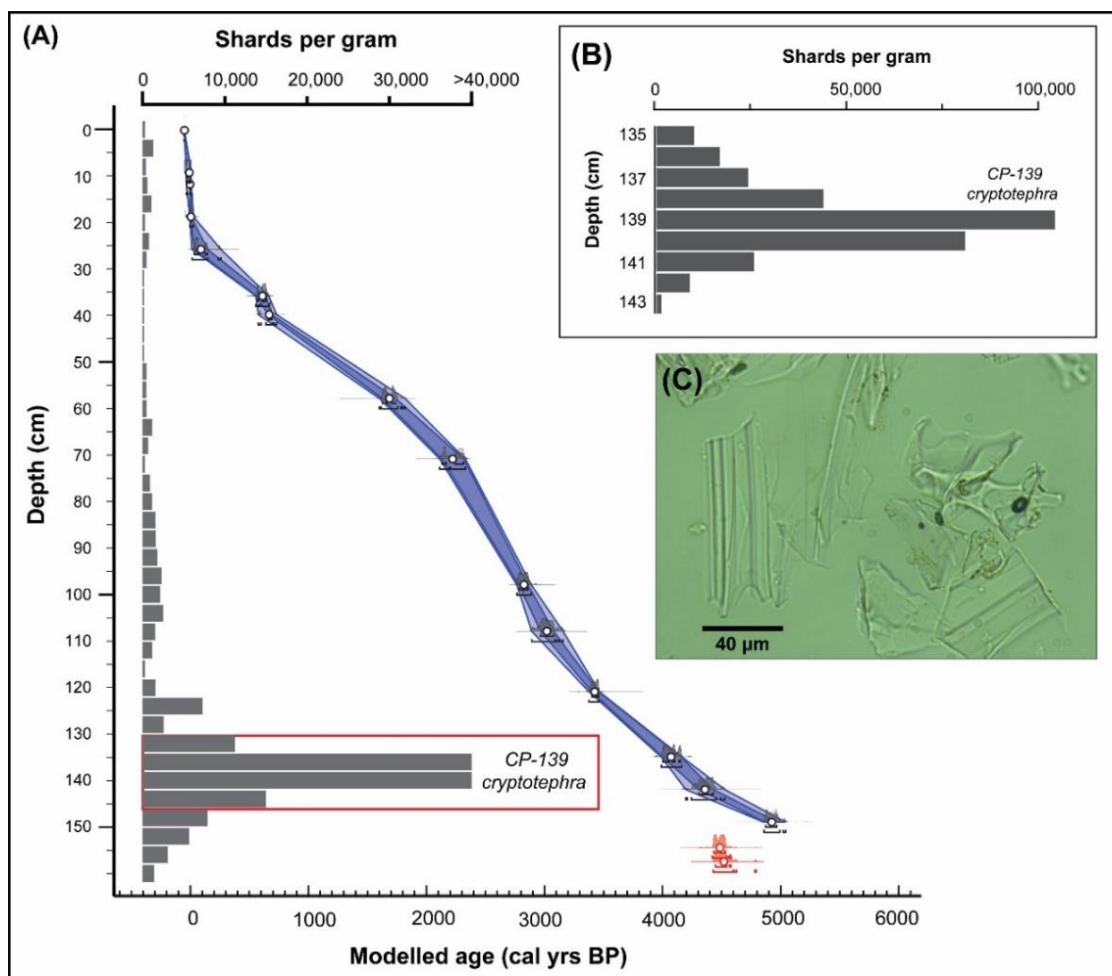 (A)
Shards per gram
0 10,000 20,000 30,000 >40,000
Depth (cm)
0
10
20
30
40
50
60
70
80
90
100
110
120
130
140
150
CP-139
cryptotephra
0 1000 2000 3000 4000 5000 6000
Modelled age (cal yrs BP)
(B)
Shards per gram
0 50,000 100,000
Depth (cm)
135
137
139
141
143
CP-139
cryptotephra
(C)
40 µm